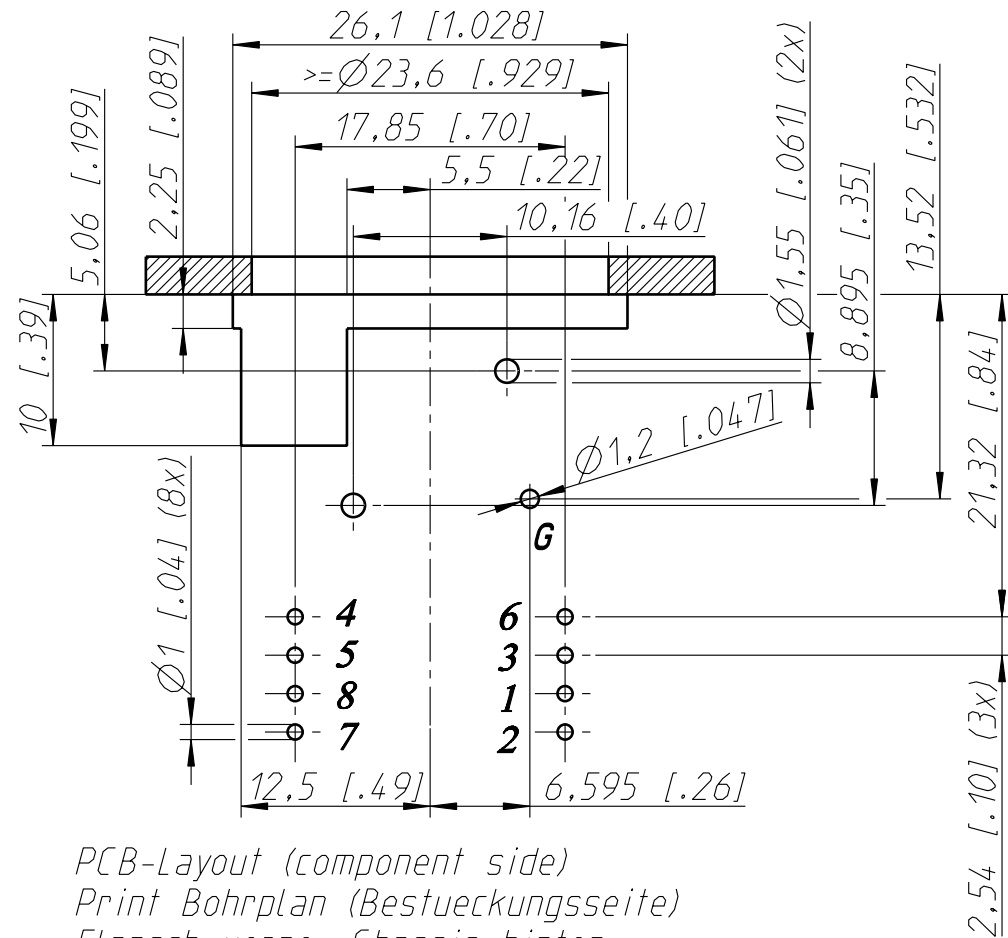 26,1 [1.028]
>=Ø23,6 [.929]
17,85 [.70]
5,5 [.22]
10,16 [.40]
5,06 [.199]
2,25 [.089]
Ø1,55 [.061] (2x)
8,895 [.35]
13,52 [.532]
10 [.39]
Ø1,2 [.047]
21,32 [.84]
G
Ø1 [.04] (8x)
4 6
5 3
8 1
7 2
12,5 [.49]
6,595 [.26]
2,54 [.10] (3x)
PCB-Layout (component side)
Print Bohrplan (Bestueckungsseite)